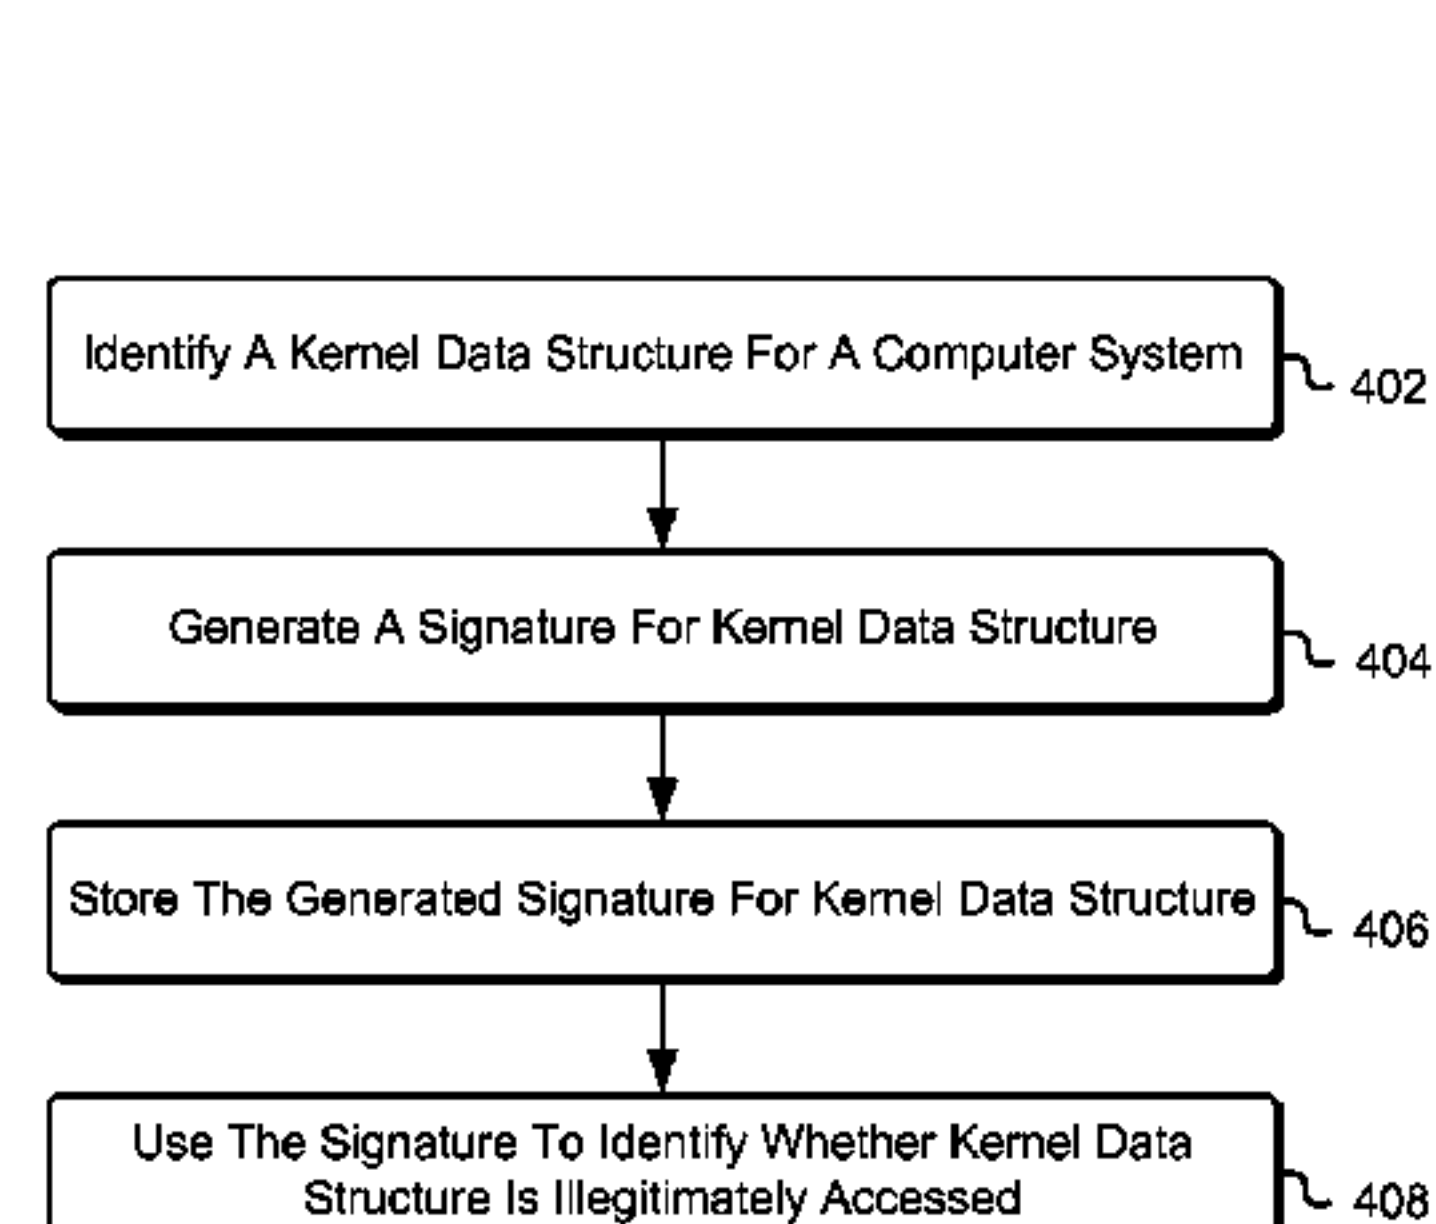 Identify A Kernel Data Structure For A Computer System
402
Generate A Signature For Kernel Data Structure
404
Store The Generated Signature For Kernel Data Structure
406
Use The Signature To Identify Whether Kernel Data
Structure Is Illegitimately Accessed
408